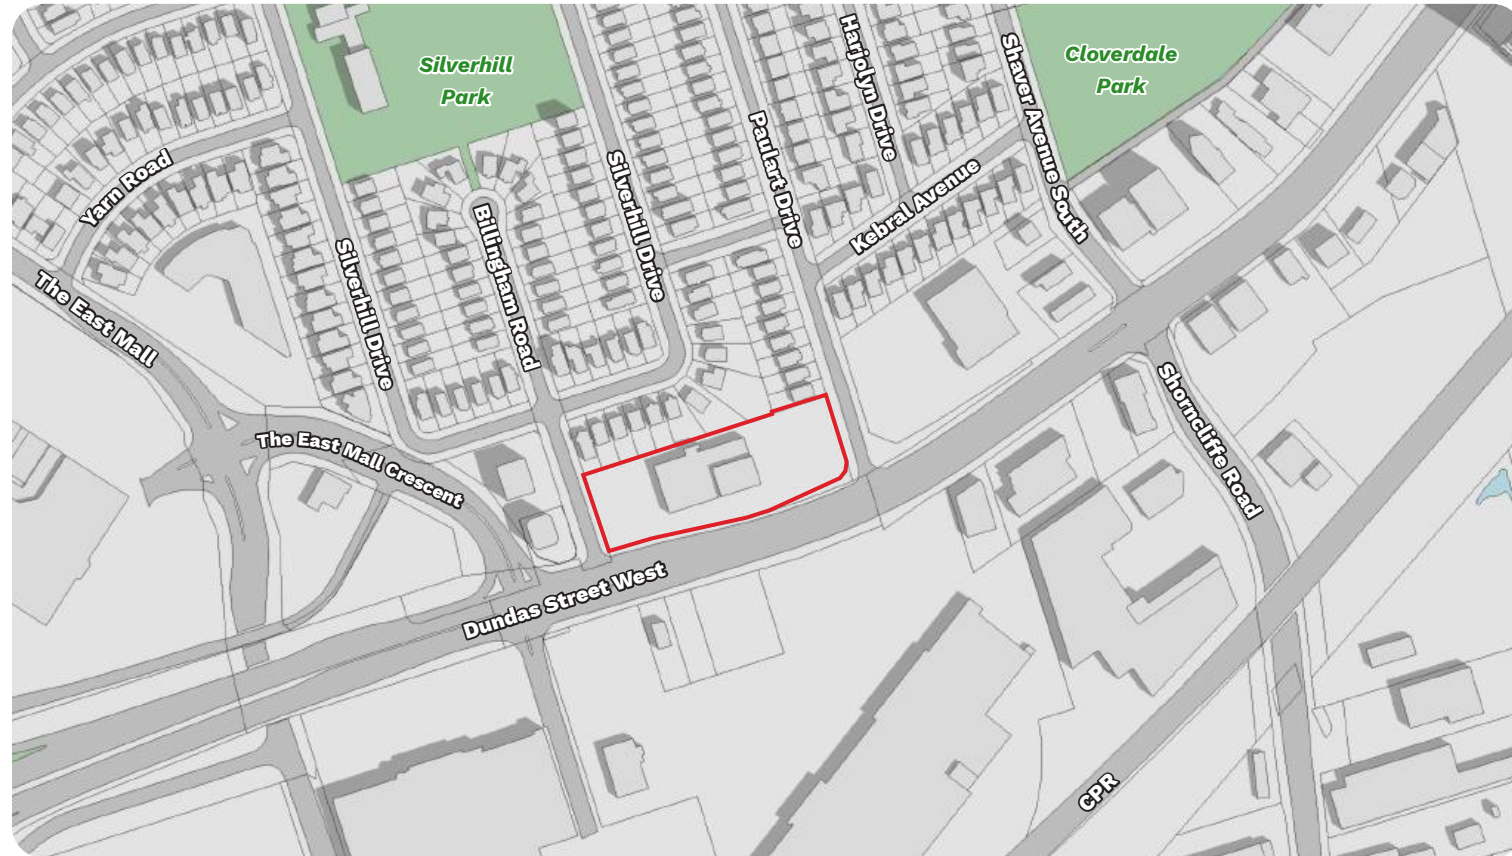 Silverhill
Park
Cloverdale
Park
Harjolyn Drive
Shaver Avenue South
Paulart Drive
Yarn Road
Silverhill Drive
Kebral Avenue
Billingham Road
Silverhill Drive
The East Mall
The East Mall Crescent
Shorncliffe Road
Dundas Street West
CPR